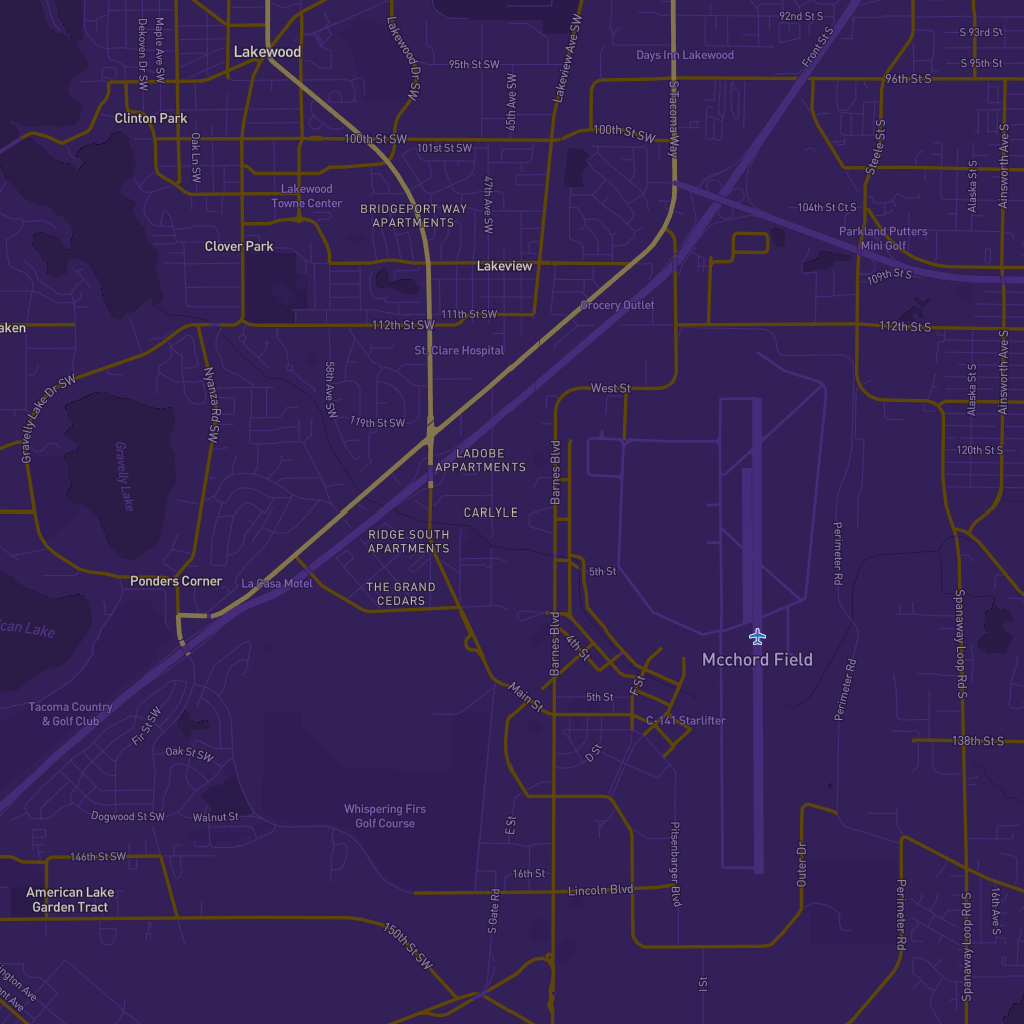 92nd St S
Maple Ave SW
Dekoven Dr SW
Lakewood Dr SW
Lakeview Ave SW
S 93rd St
Front St S
Lakewood
Days Inn Lakewood
95th St SW
S 95th St
96th St S
45th Ave SW
S Tacoma Way
Clinton Park
100th St SW
100th St SW
Oak Ln SW
101st St SW
Steele St S
Ainsworth Ave S
Alaska St S
Lakewood
Towne Center
47th Ave SW
BRIDGEPORT WAY
APARTMENTS
104th St Ct S
Parkland Putters
Mini Golf
Clover Park
Lakeview
109th St S
Grocery Outlet
111th St SW
112th St SW
112th St S
St. Clare Hospital
Gravelly Lake Dr SW
Nyanza Rd SW
58th Ave SW
West St
Alaska St S
Ainsworth Ave S
119th St SW
120th St S
LADOBE
APPARTMENTS
Barnes Blvd
Gravelly Lake
CARLYLE
RIDGE SOUTH
APARTMENTS
Perimeter Rd
5th St
Ponders Corner
La Casa Motel
THE GRAND
CEDARS
Spanaway Loop Rd S
Barnes Blvd
4th St
Mcchord Field
F St
Perimeter Rd
Main St
5th St
Tacoma Country
& Golf Club
Fir St SW
C-141 Starlifter
138th St S
Oak St SW
D St
Whispering Firs
Golf Course
Dogwood St SW
Walnut St
E St
Pitsenbarger Blvd
146th St SW
Outer Dr
16th St
American Lake
Garden Tract
Lincoln Blvd
S Gate Rd
Perimeter Rd
Spanaway Loop Rd S
16th Ave S
150th St SW
I St